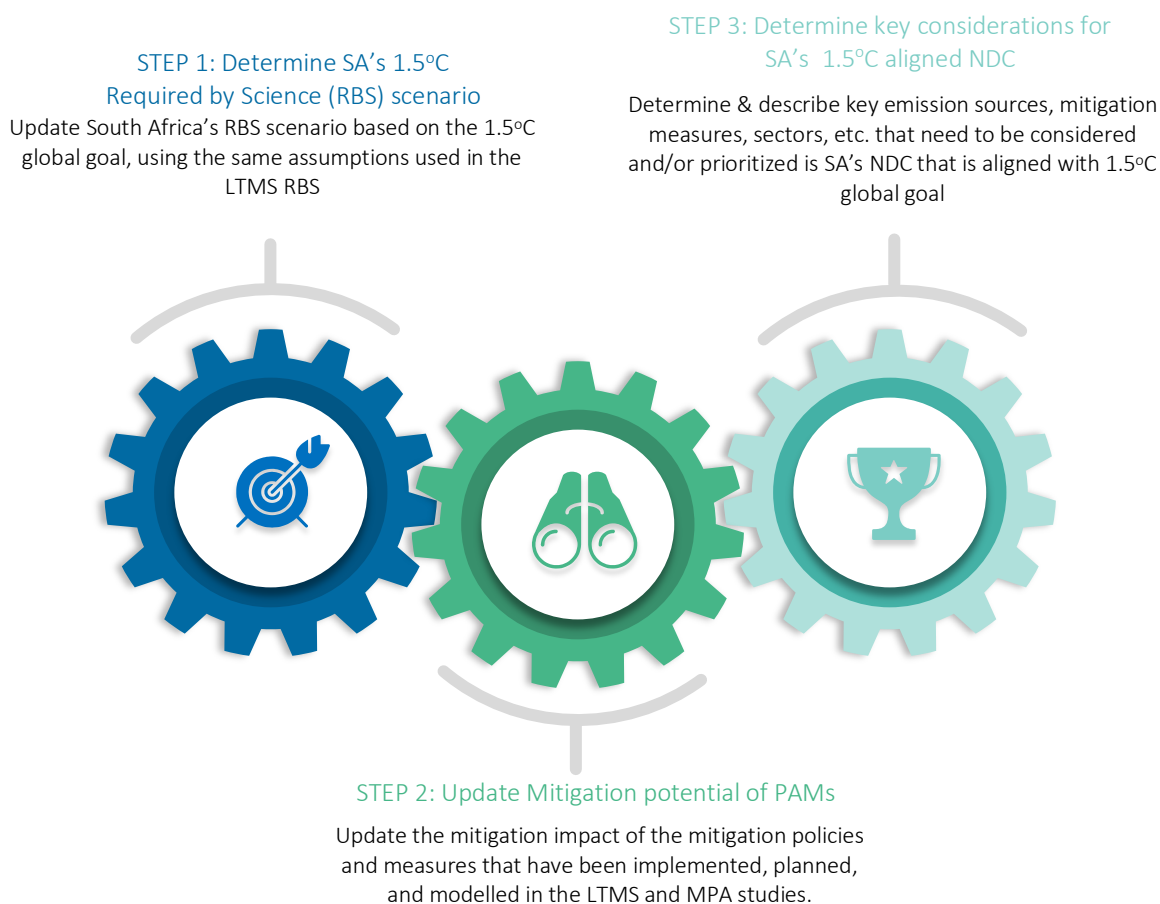 STEP 1: Determine SA’s 1.5ºC
Required by Science (RBS) scenario
Update South Africa’s RBS scenario based on the 1.5ºC
global goal, using the same assumptions used in the
LTMS RBS
STEP 2: Update Mitigation potential of PAMs
Update the mitigation impact of the mitigation policies
and measures that have been implemented, planned,
and modelled in the LTMS and MPA studies.
STEP 3: Determine key considerations for
SA’s 1.5ºC aligned NDC
Determine & describe key emission sources, mitigation
measures, sectors, etc. that need to be considered
and/or prioritized is SA’s NDC that is aligned with 1.5ºC
global goal